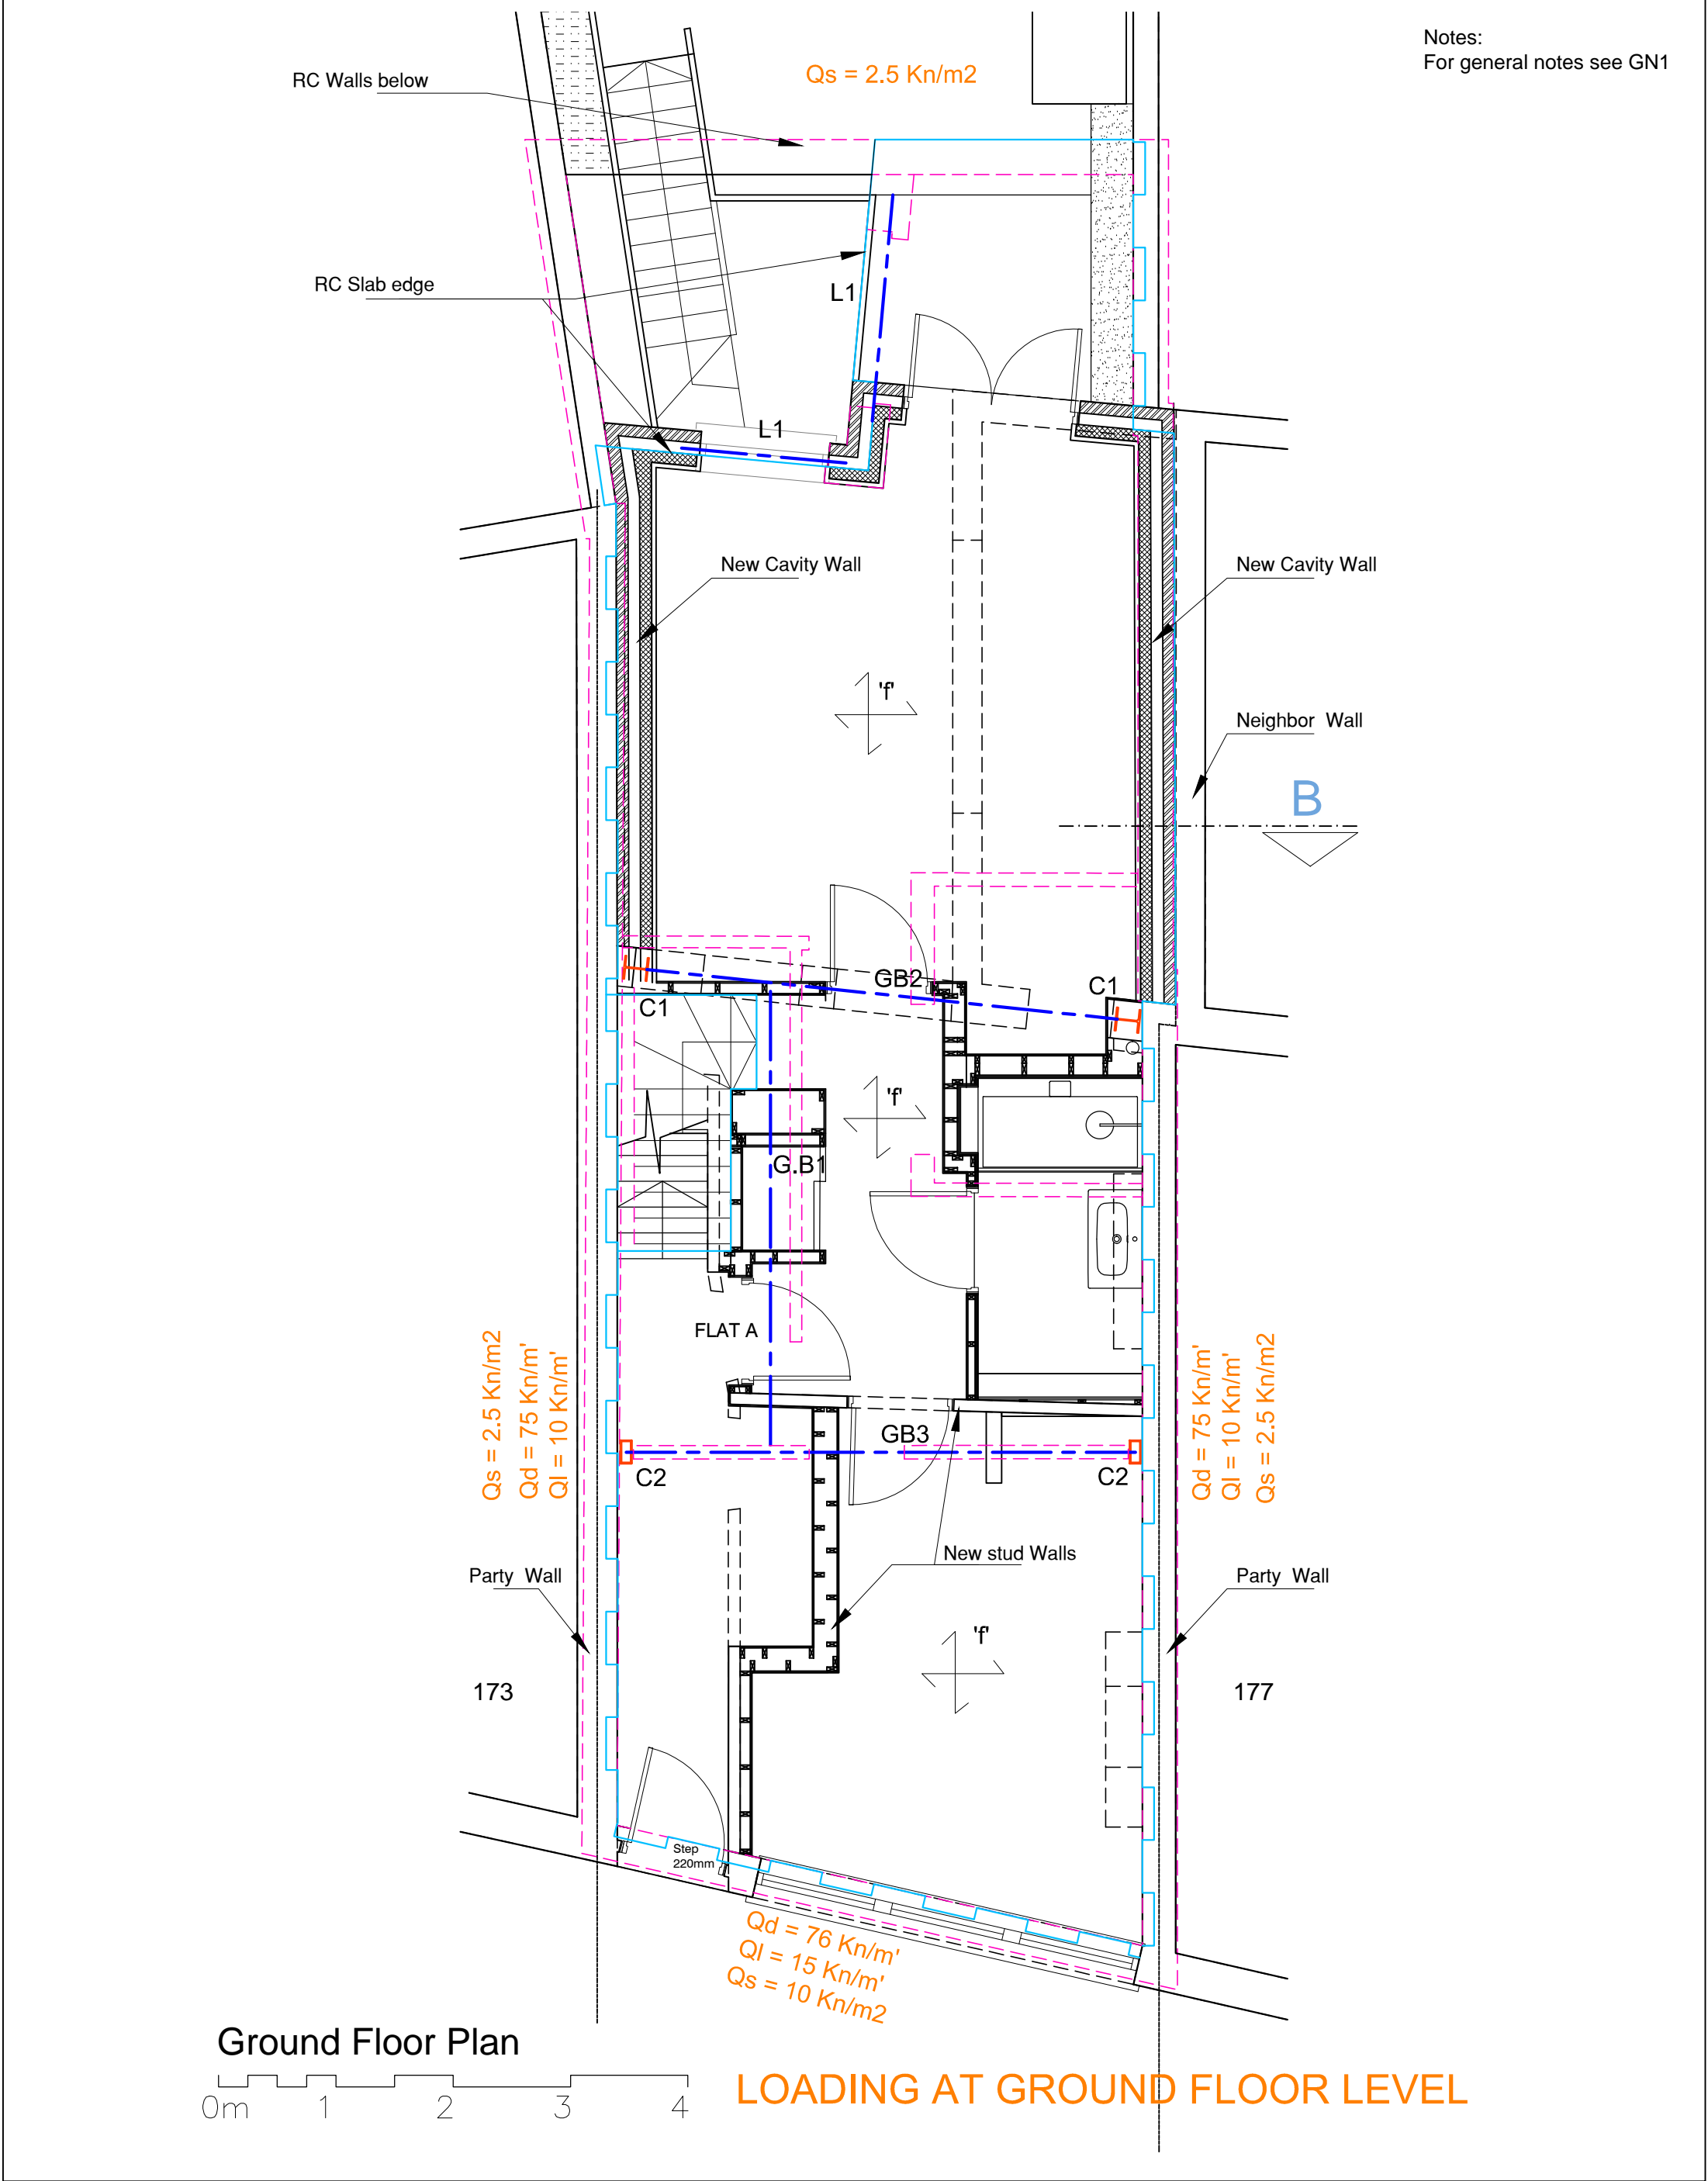 Notes:
For general notes see GN1
Qs = 2.5 Kn/m2
RC Walls below
RC Slab edge
L1
L1
New Cavity Wall
New Cavity Wall
'f'
Neighbor Wall
B
GB2
C1
C1
'f'
G.B1
FLAT A
Qs = 2.5 Kn/m2
Qd = 75 Kn/m'
Ql = 10 Kn/m'
Qd = 75 Kn/m'
Ql = 10 Kn/m'
Qs = 2.5 Kn/m2
GB3
C2
C2
New stud Walls
Party Wall
Party Wall
'f'
173
177
Step
220mm
Qd = 76 Kn/m'
Ql = 15 Kn/m'
Qs = 10 Kn/m2
Ground Floor Plan
0m 1 2 3 4
LOADING AT GROUND FLOOR LEVEL